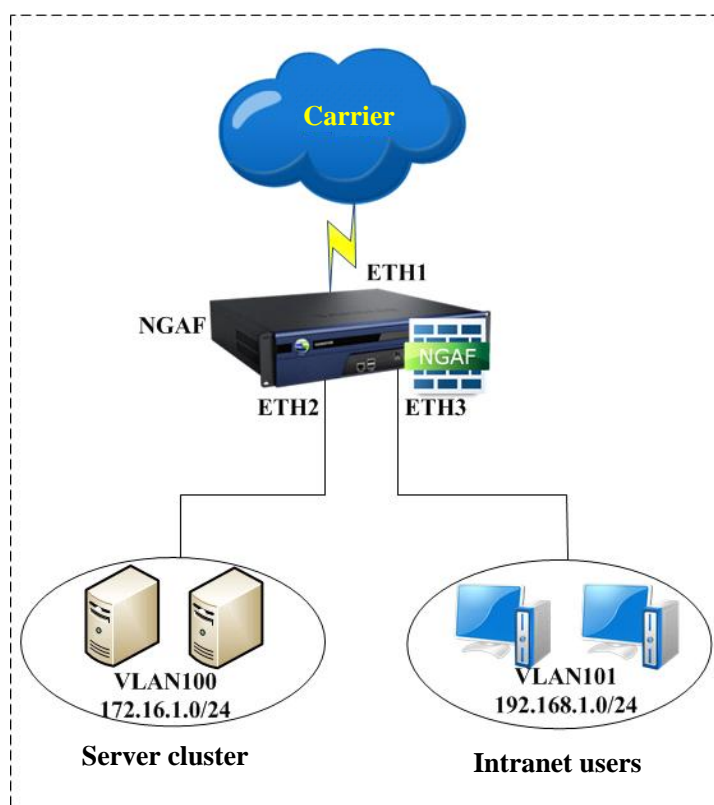 Carrier
ETH1
NGAF
NGAF
ETH2
ETH3
VLAN100
172.16.1.0/24
VLAN101
192.168.1.0/24
Server cluster
Intranet users